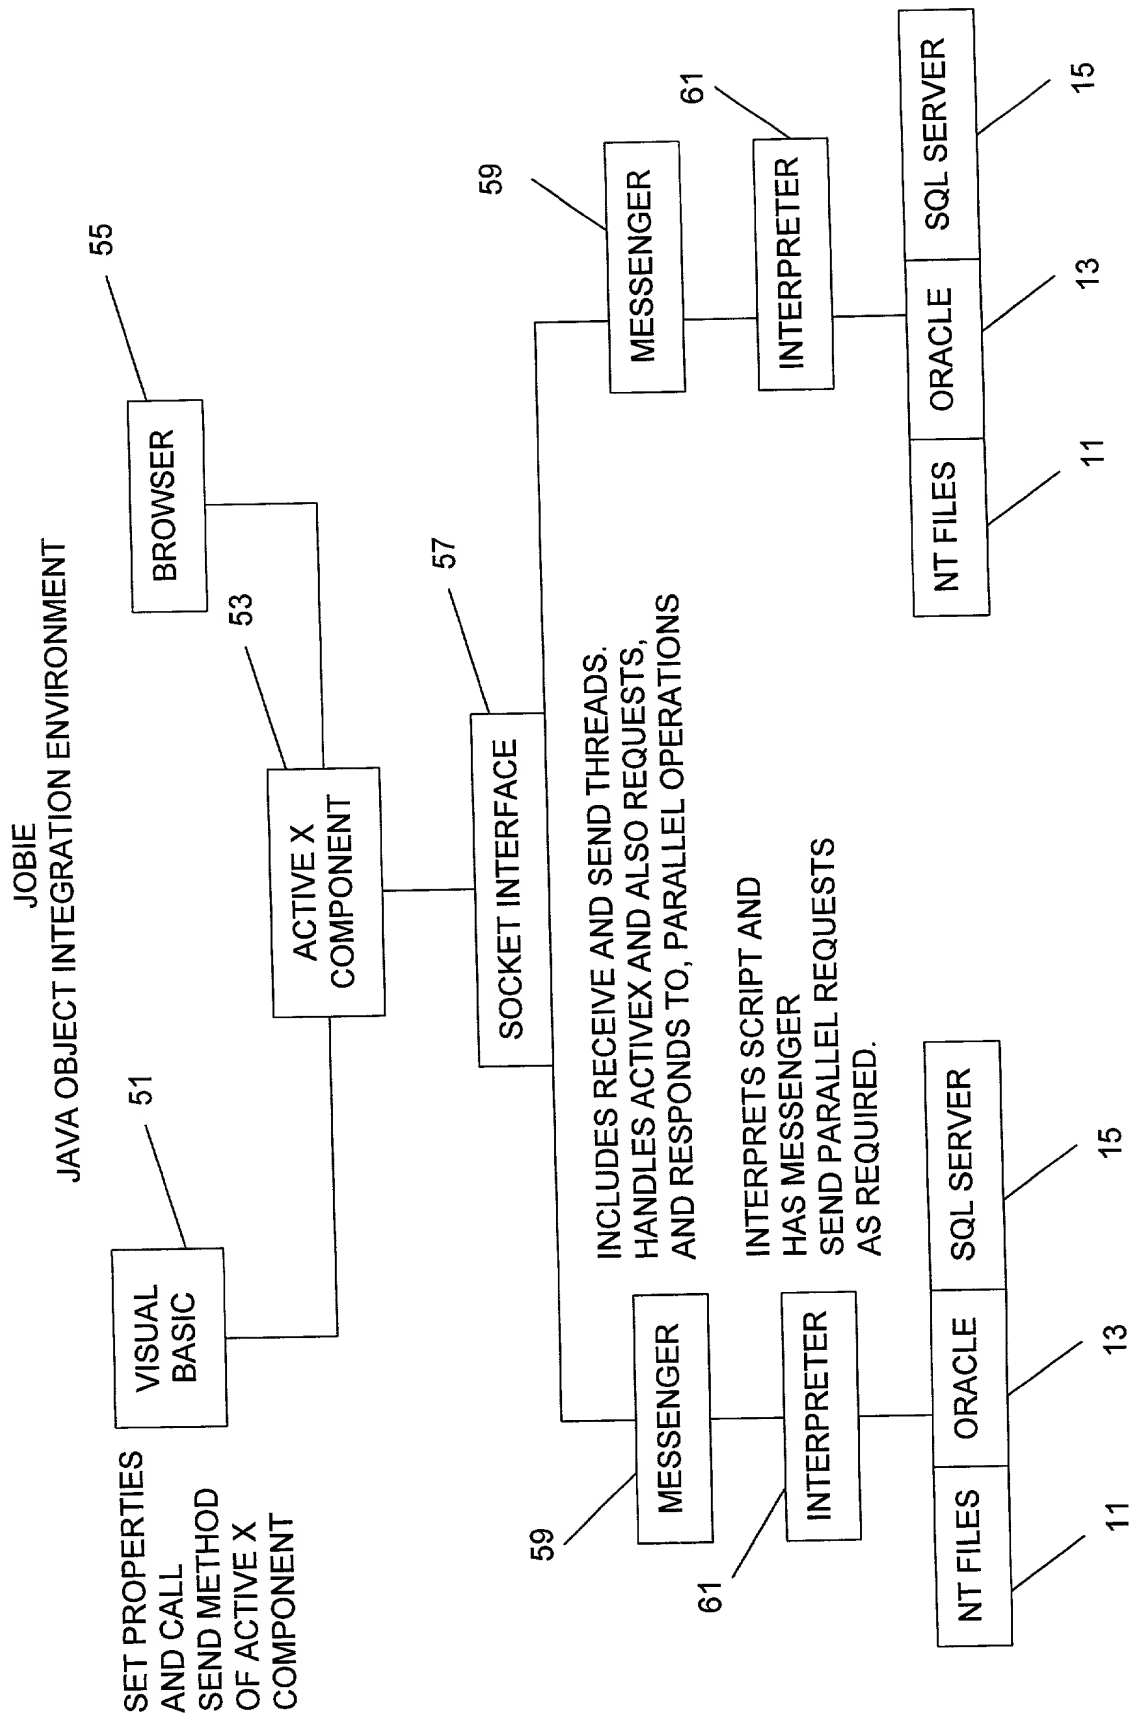 JOBIE
JAVA OBJECT INTEGRATION ENVIRONMENT
SET PROPERTIES
AND CALL
SEND METHOD
OF ACTIVE X
COMPONENT
VISUAL
BASIC
51
BROWSER
55
ACTIVE X
COMPONENT
53
SOCKET INTERFACE
57
INCLUDES RECEIVE AND SEND THREADS.
HANDLES ACTIVEX AND ALSO REQUESTS,
AND RESPONDS TO, PARALLEL OPERATIONS
59
MESSENGER
MESSENGER
59
INTERPRETS SCRIPT AND
HAS MESSENGER
SEND PARALLEL REQUESTS
AS REQUIRED.
61
INTERPRETER
INTERPRETER
61
NT FILES
ORACLE
SQL SERVER
11
13
15
NT FILES
ORACLE
SQL SERVER
11
13
15